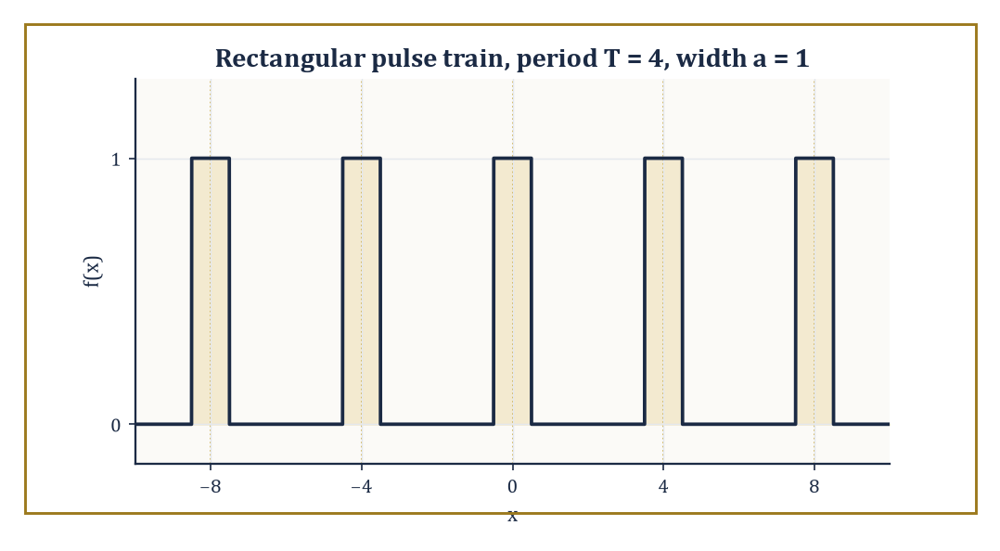 Rectangular pulse train, period T = 4, width a = 1
1
f(x)
0
−8 −4 0 4 8
x